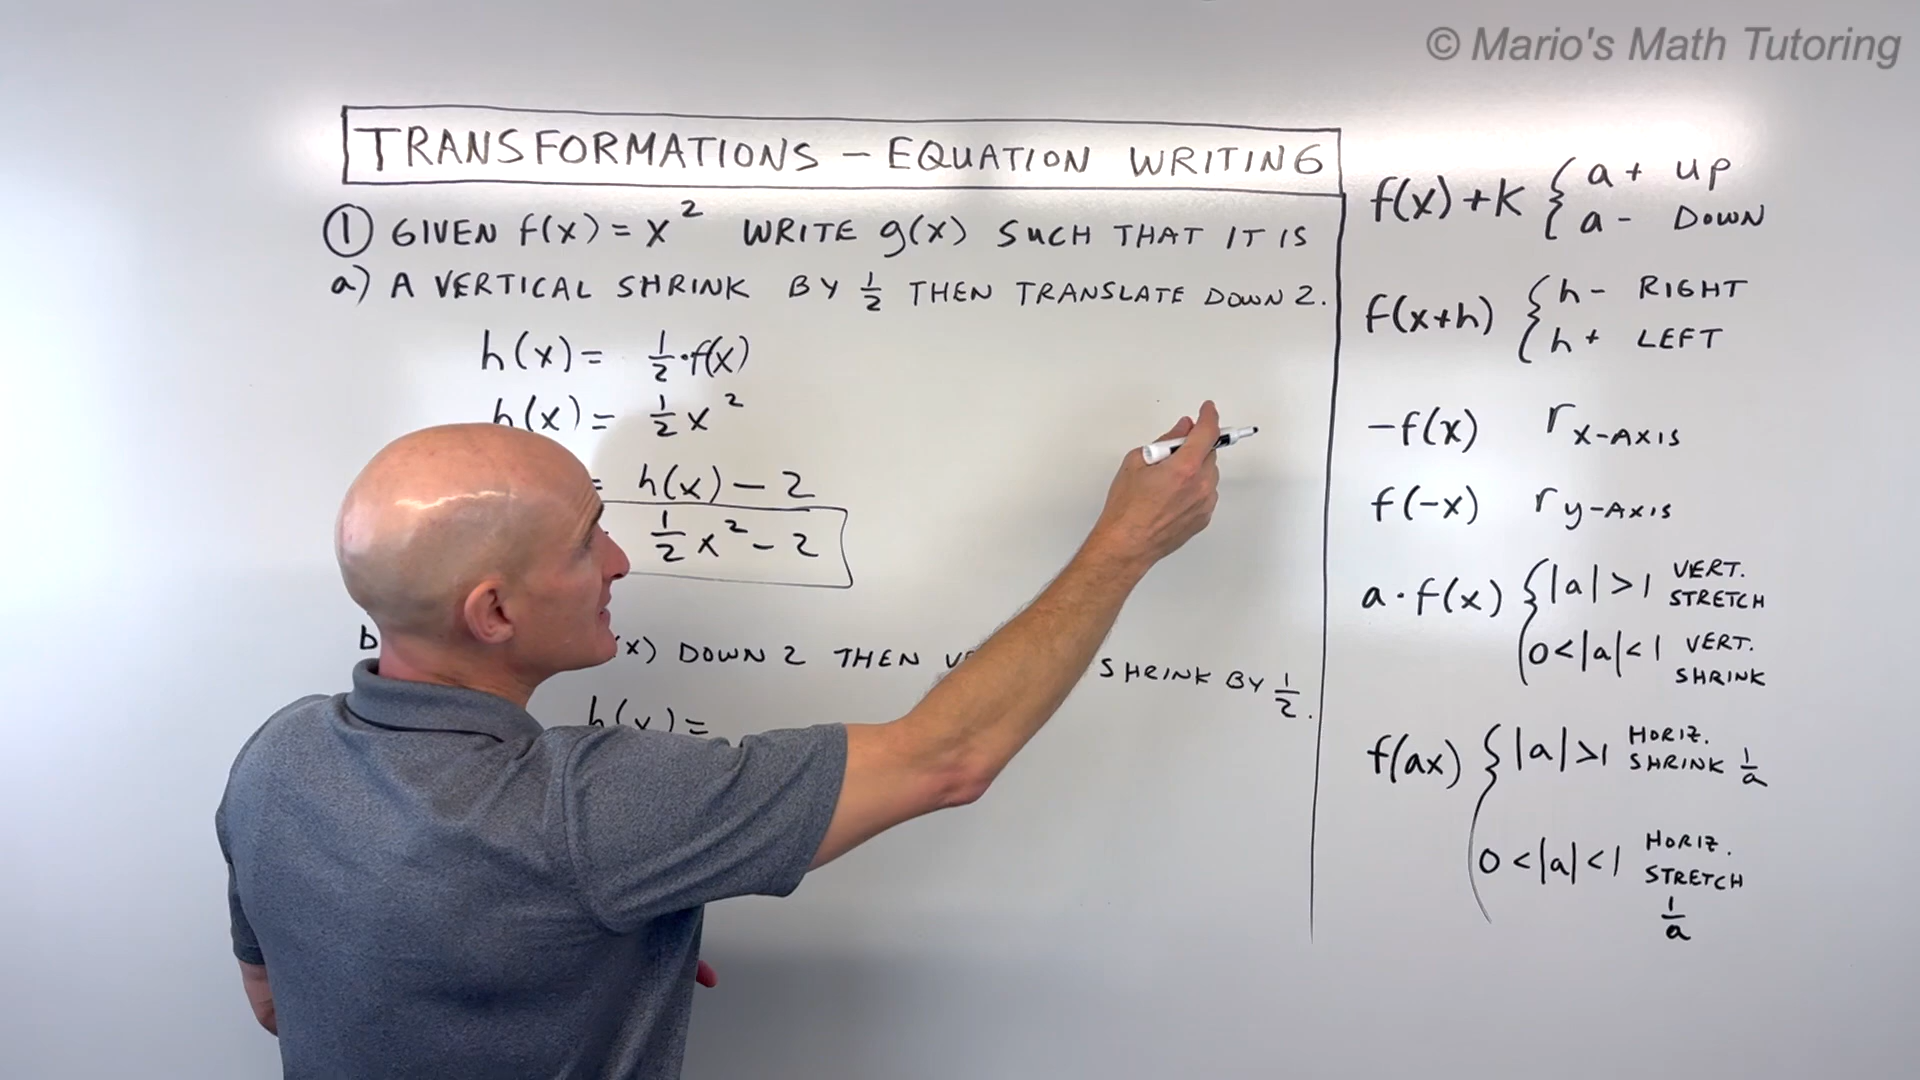 © Mario's Math Tutoring
TRANSFORMATIONS – EQUATION WRITING
① GIVEN f(x) = x² WRITE g(x) SUCH THAT IT IS
a) A VERTICAL SHRINK BY 1/2 THEN TRANSLATE DOWN 2.
h(x) = 1/2 · f(x)
h(x) = 1/2 x²
= h(x) – 2
1/2 x² – 2
b
x) DOWN 2 THEN SHRINK BY 1/2.
h(x) =
f(x) + K { a + UP
a - DOWN
f(x+h) { h - RIGHT
h + LEFT
-f(x) r x-AXIS
f(-x) r y-AXIS
a · f(x) { |a| > 1 VERT. STRETCH
0 < |a| < 1 VERT. SHRINK
f(ax) { |a| > 1 HORIZ. SHRINK 1/a
0 < |a| < 1 HORIZ. STRETCH 1/a